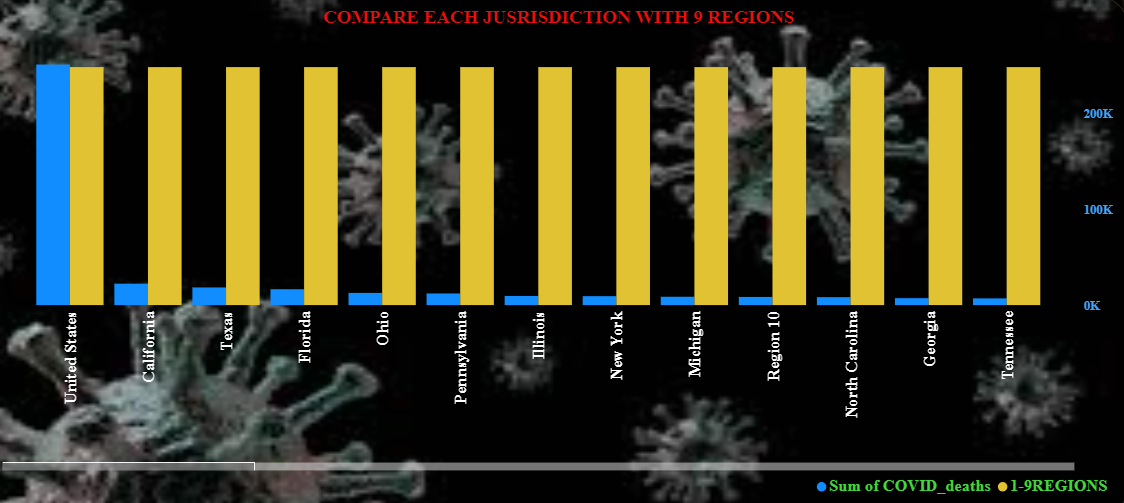 COMPARE EACH JUSRISDICTION WITH 9 REGIONS
200K
100K
0K
United States
California
Texas
Florida
Ohio
Pennsylvania
Illinois
New York
Michigan
Region 10
North Carolina
Georgia
Tennessee
Sum of COVID_deaths
1-9REGIONS